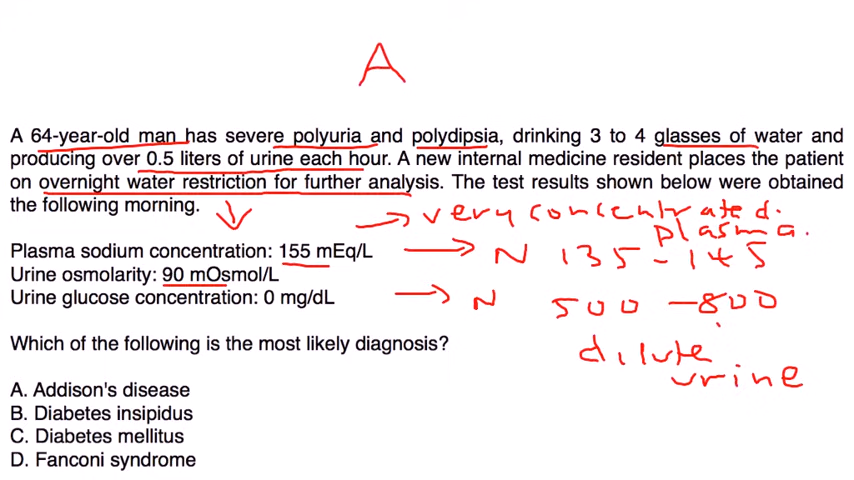 A
A 64-year-old man has severe polyuria and polydipsia, drinking 3 to 4 glasses of water and
producing over 0.5 liters of urine each hour. A new internal medicine resident places the patient
on overnight water restriction for further analysis. The test results shown below were obtained
the following morning.
very concentrated.
plasma.
Plasma sodium concentration: 155 mEq/L
N 135-145
Urine osmolarity: 90 mOsmol/L
Urine glucose concentration: 0 mg/dL
N 500-800
Which of the following is the most likely diagnosis?
dilute
urine
A. Addison's disease
B. Diabetes insipidus
C. Diabetes mellitus
D. Fanconi syndrome